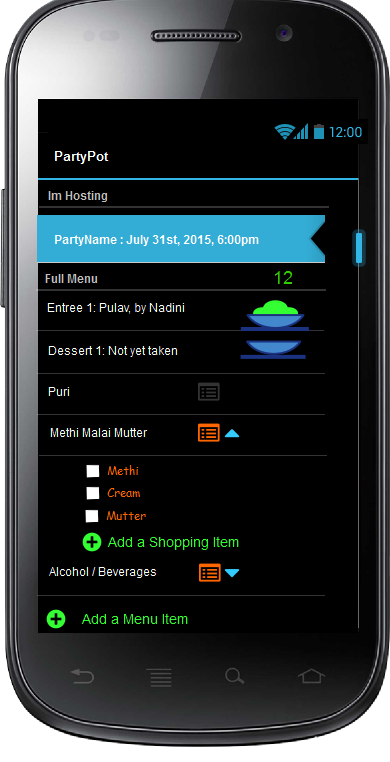 12:00
PartyPot
Im Hosting
PartyName : July 31st, 2015, 6:00pm
Full Menu 12
Entree 1: Pulav, by Nadini
Dessert 1: Not yet taken
Puri
Methi Malai Mutter
Methi
Cream
Mutter
Add a Shopping Item
Alcohol / Beverages
Add a Menu Item